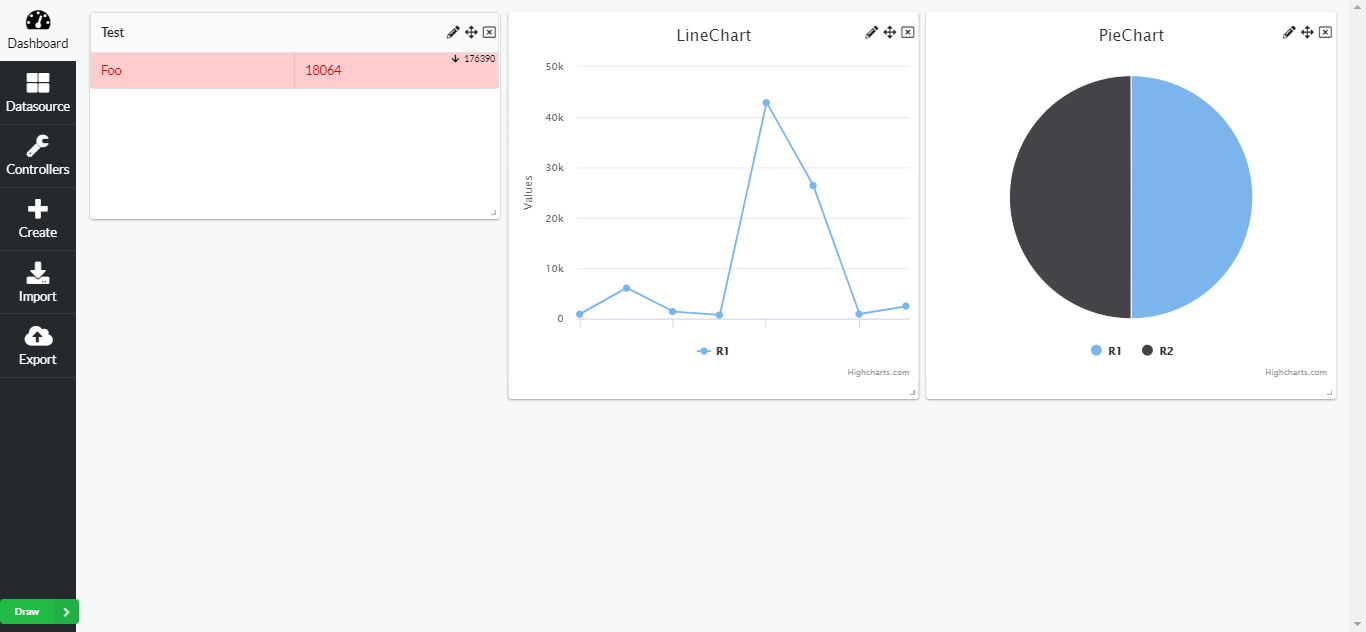 Dashboard
Datasource
Controllers
Create
Import
Export
Draw
Test
Foo
18064
176390
LineChart
50k
40k
30k
20k
10k
0
Values
R1
Highcharts.com
PieChart
R1 R2
Highcharts.com